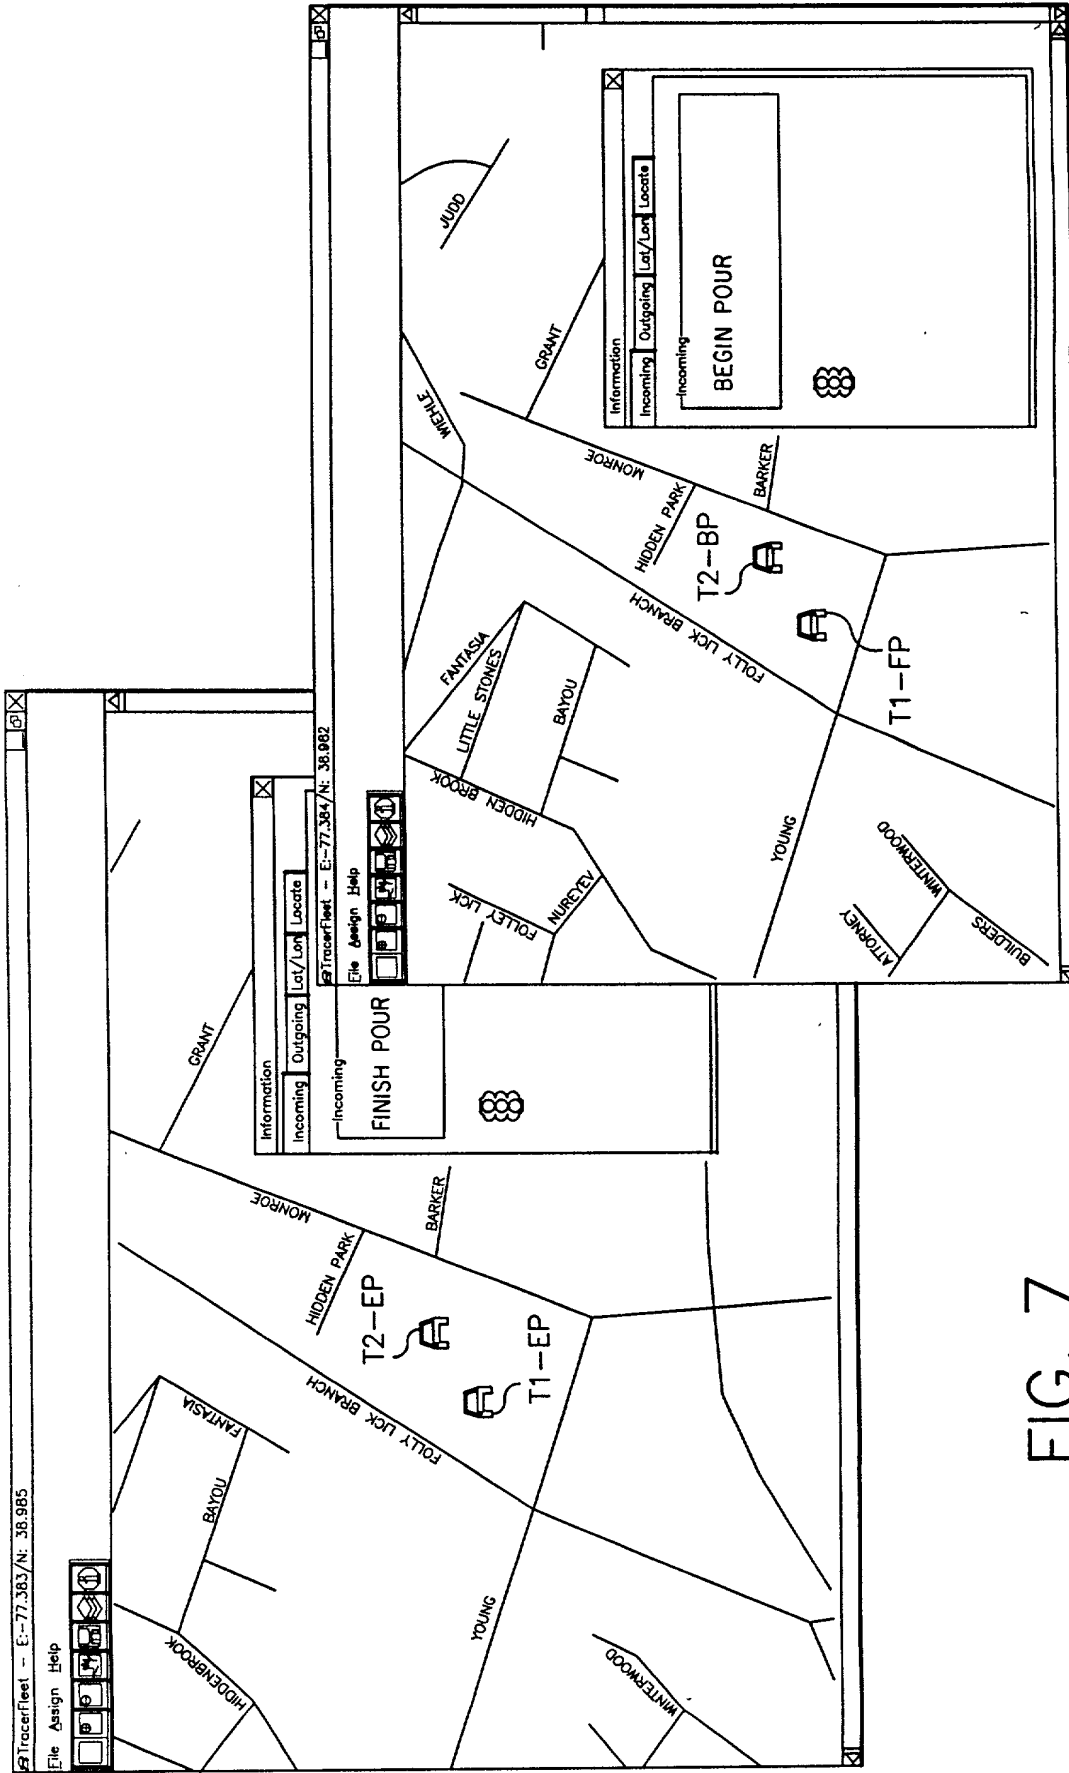 TracerFleet - E:-77.383/N: 38.985
File Assign Help
HIDDENBROOK
BAYOU
FANTASIA
FOLLY LICK BRANCH
HIDDEN PARK
MONROE
GRANT
BARKER
T2-EP
T1-EP
YOUNG
WINTERWOOD
Information
Incoming Outgoing Lat/Lon Locate
Incoming
FINISH POUR
TracerFleet - E:-77.384/N: 38.982
File Assign Help
FOLLEY LICK
NUREYEV
HIDDEN BROOK
LITTLE STONES
FANTASIA
BAYOU
WIEHLE
JUDD
GRANT
MONROE
HIDDEN PARK
BARKER
FOLLY LICK BRANCH
T2-BP
T1-FP
YOUNG
ATTORNEY
WINTERWOOD
BUILDERS
Information
Incoming Outgoing Lat/Lon Locate
Incoming
BEGIN POUR
FIG. 7